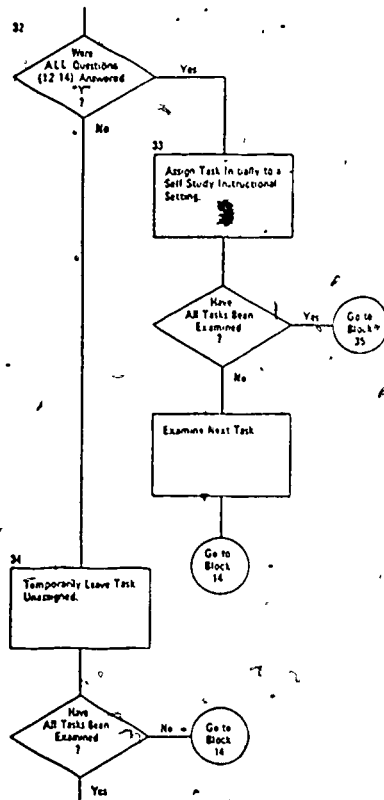 32
Were
ALL Questions
(12 14) Answered
"Y"
?
Yes
No
33
Assign Task Initially to a
Self Study Instructional
Setting.
Have
All Tasks Been
Examined
?
Yes
Go to
Block
35
No
Examine Next Task
Go to
Block
14
34
Temporarily Leave Task
Unassigned.
Have
All Tasks Been
Examined
?
No
Go to
Block
14
Yes